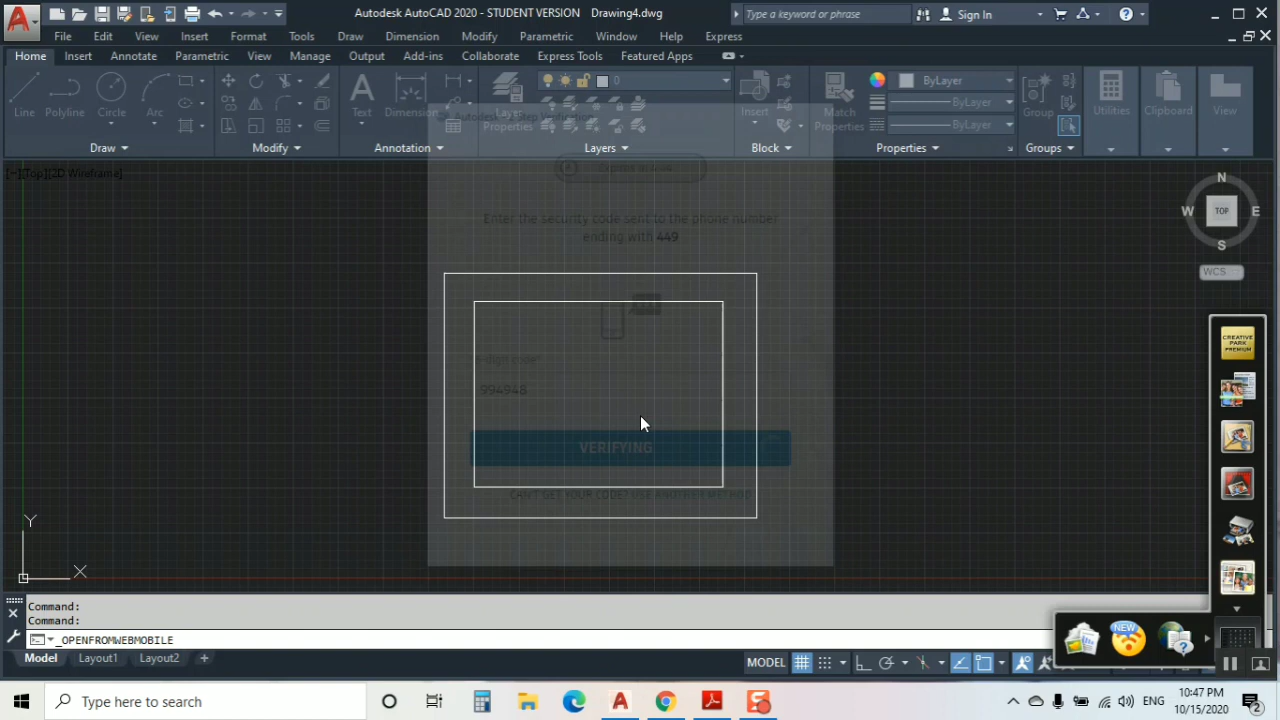 Autodesk AutoCAD 2020 - STUDENT VERSION Drawing4.dwg
Type a keyword or phrase
Sign In
File Edit View Insert Format Tools Draw Dimension Modify Parametric Window Help Express
Home Insert Annotate Parametric View Manage Output Add-ins Collaborate Express Tools Featured Apps
Line Polyline Circle Arc
Text Dimension
Layer Properties
0
Insert
Match Properties
ByLayer
ByLayer
ByLayer
Group
Utilities
Clipboard
View
Draw Modify Annotation Layers Block Properties Groups
[−][Top][2D Wireframe]
Enter the security code sent to the phone number
ending with 449
994948
VERIFYING
CAN'T GET YOUR CODE? USE ANOTHER METHOD
N
W TOP E
S
WCS
CREATIVE PARK PREMIUM
Y
X
Command:
Command:
_OPENFROMWEBMOBILE
NEW
Model Layout1 Layout2 +
MODEL
Type here to search
ENG
10:47 PM
10/15/2020
2